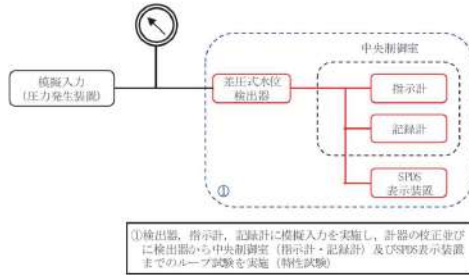 中央制御室
模擬入力
(圧力発生装置)
差圧式水位
検出器
指示計
記録計
SPDS
表示装置
①
①検出器、指示計、記録計に模擬入力を実施し、計器の校正並び
に検出器から中央制御室（指示計・記録計）及びSPDS表示装置
までのループ試験を実施（特性試験）